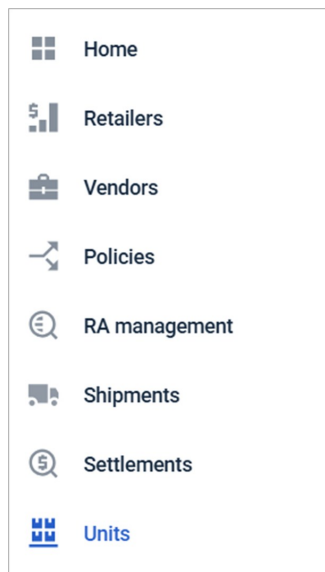 Home
Retailers
Vendors
Policies
RA management
Shipments
Settlements
Units